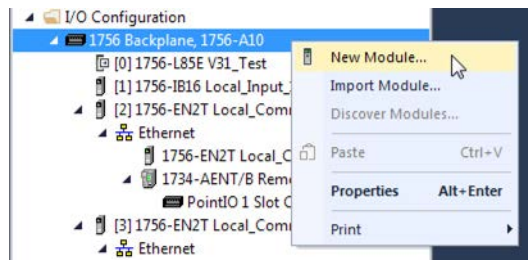 I/O Configuration
1756 Backplane, 1756-A10
[0] 1756-L85E V31_Test
[1] 1756-IB16 Local_Input_
[2] 1756-EN2T Local_Com
Ethernet
1756-EN2T Local_C
1734-AENT/B Rem
PointIO 1 Slot
[3] 1756-EN2T Local_Com
Ethernet
New Module...
Import Module...
Discover Modules...
Paste Ctrl+V
Properties Alt+Enter
Print